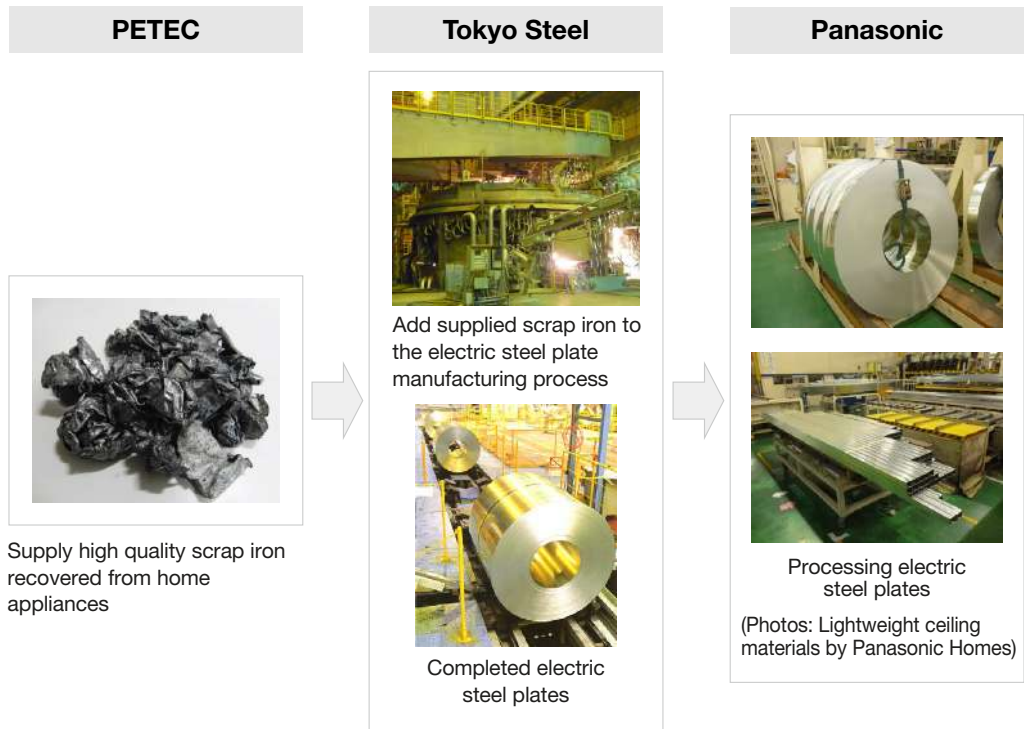 PETEC
Supply high quality scrap iron
recovered from home
appliances
Tokyo Steel
Add supplied scrap iron to
the electric steel plate
manufacturing process
Completed electric
steel plates
Panasonic
Processing electric
steel plates
(Photos: Lightweight ceiling
materials by Panasonic Homes)